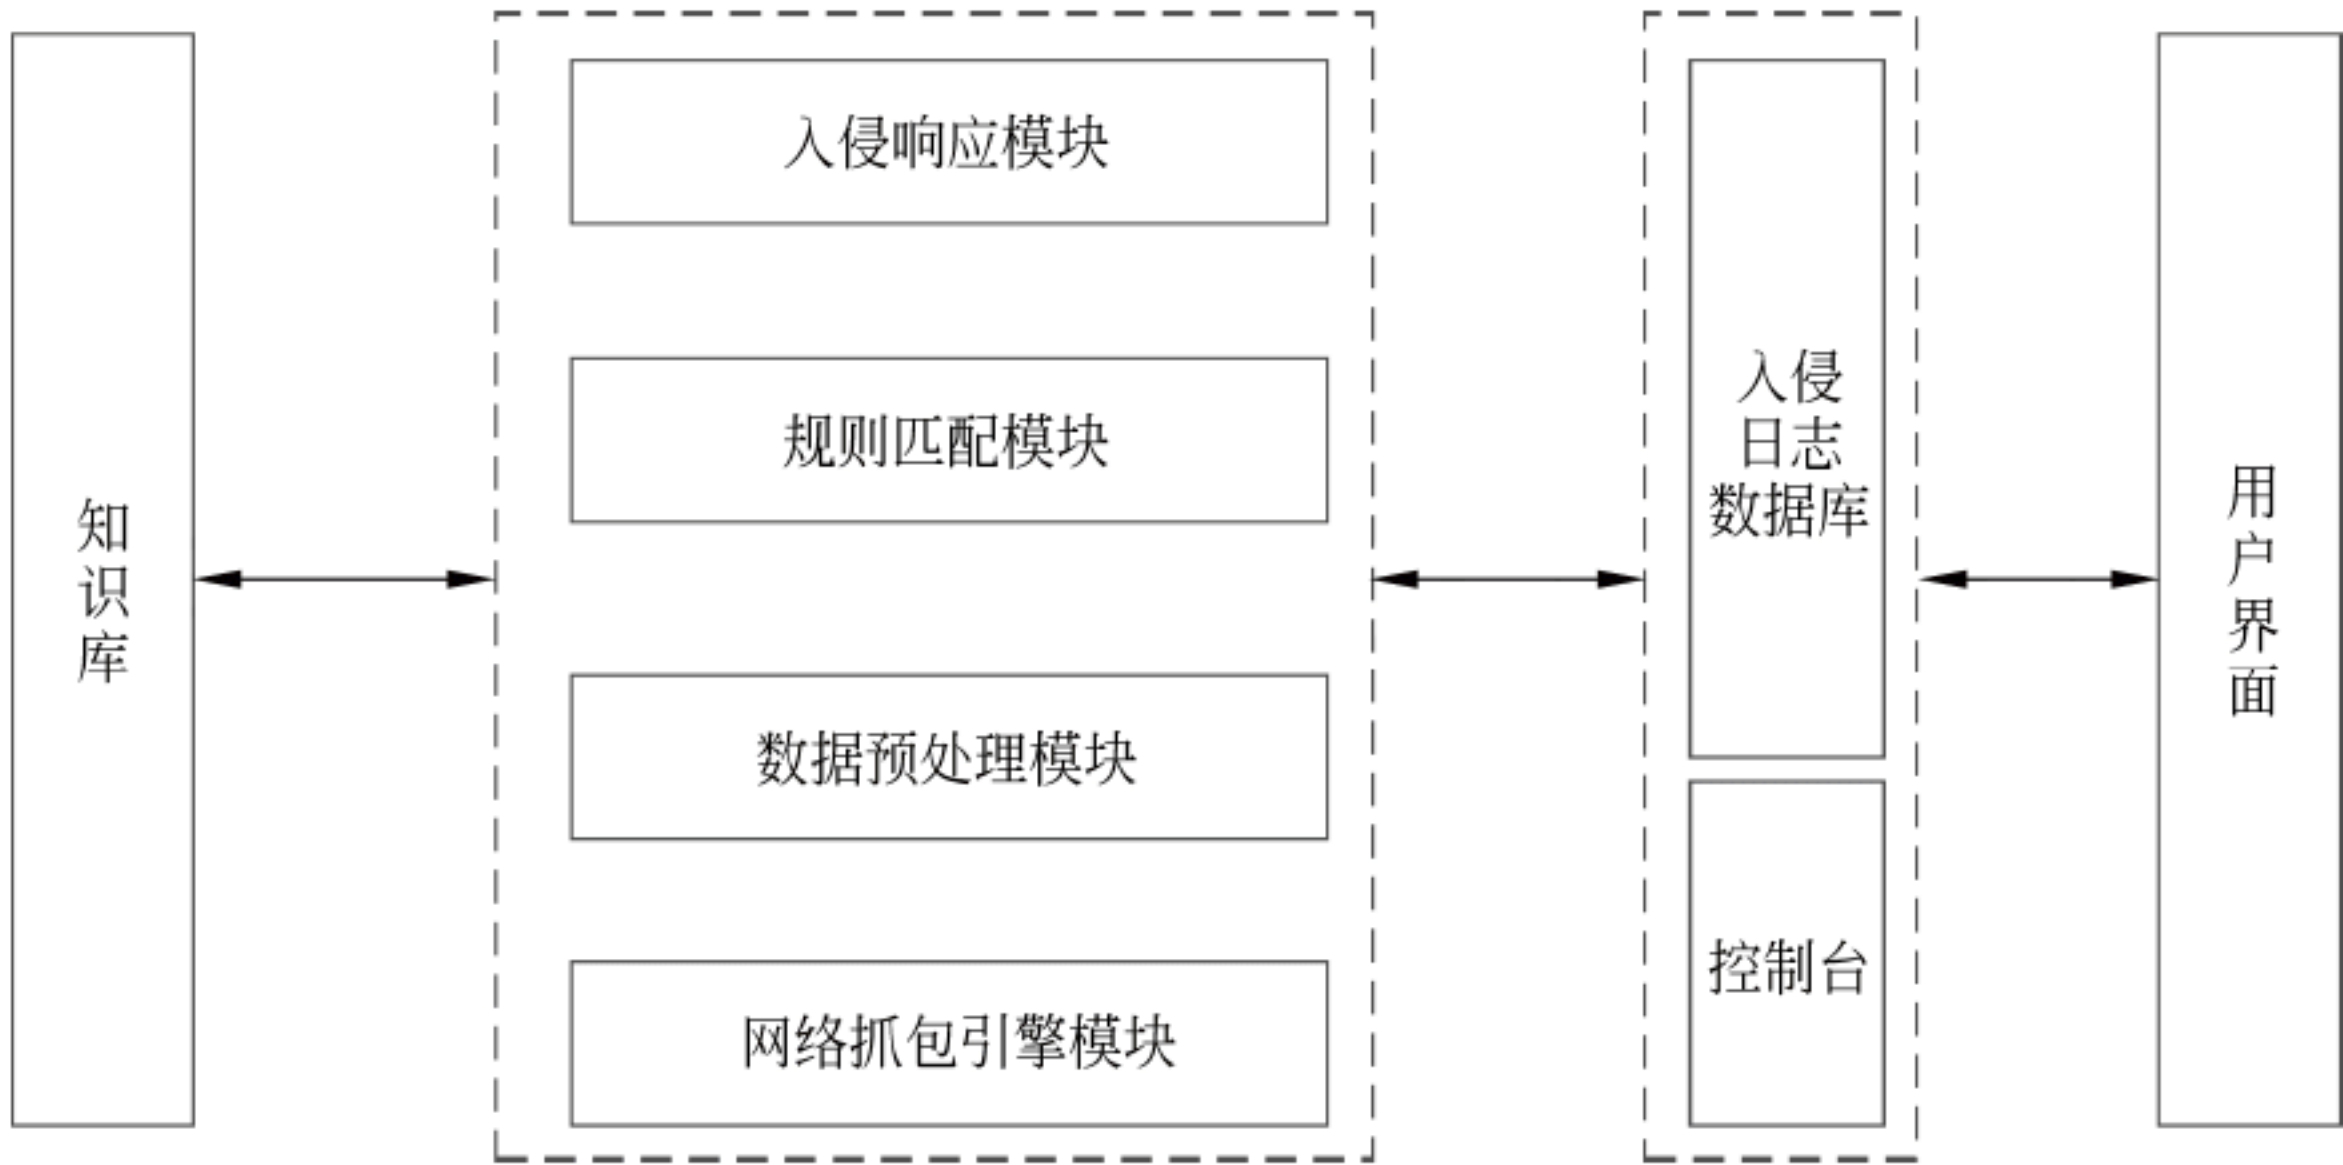 知识库
入侵响应模块
规则匹配模块
数据预处理模块
网络抓包引擎模块
入侵
日志
数据库
控制台
用户界面